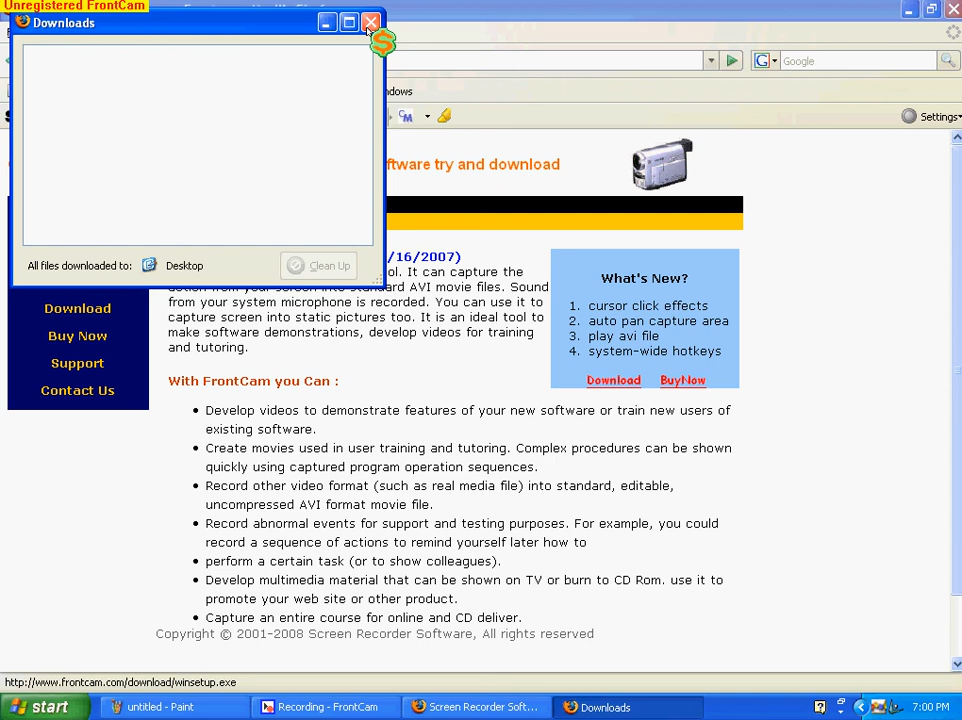 Unregistered FrontCam
Downloads
Google
ndows
Settings
ftware try and download
/16/2007)
ol. It can capture the
action from your screen into standard AVI movie files. Sound
from your system microphone is recorded. You can use it to
capture screen into static pictures too. It is an ideal tool to
make software demonstrations, develop videos for training
and tutoring.
All files downloaded to: Desktop Clean Up
Download
Buy Now
Support
Contact Us
What's New?
1. cursor click effects
2. auto pan capture area
3. play avi file
4. system-wide hotkeys
Download BuyNow
With FrontCam you Can :
Develop videos to demonstrate features of your new software or train new users of
existing software.
Create movies used in user training and tutoring. Complex procedures can be shown
quickly using captured program operation sequences.
Record other video format (such as real media file) into standard, editable,
uncompressed AVI format movie file.
Record abnormal events for support and testing purposes. For example, you could
record a sequence of actions to remind yourself later how to
perform a certain task (or to show colleagues).
Develop multimedia material that can be shown on TV or burn to CD Rom. use it to
promote your web site or other product.
Capture an entire course for online and CD deliver.
Copyright © 2001-2008 Screen Recorder Software, All rights reserved
http://www.frontcam.com/download/winsetup.exe
start untitled - Paint Recording - FrontCam Screen Recorder Soft... Downloads 7:00 PM